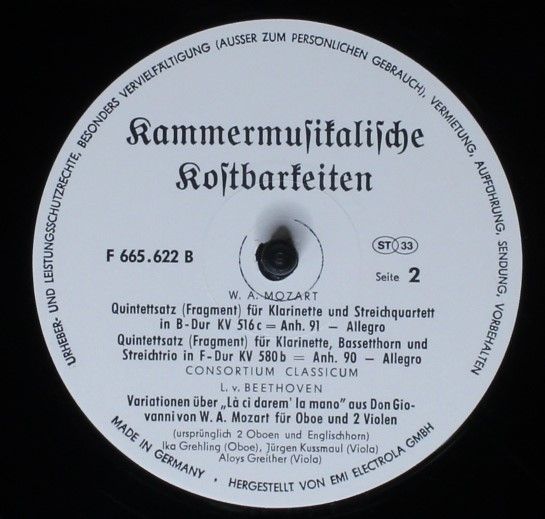 URHEBER- UND LEISTUNGSSCHUTZRECHTE, BESONDERS VERVIELFÄLTIGUNG (AUSSER ZUM PERSÖNLICHEN GEBRAUCH), VERMIETUNG, AUFFÜHRUNG, SENDUNG, VORBEHALTEN
Kammermusikalische
Kostbarkeiten
F 665.622 B
ST 33
Seite 2
W. A. MOZART
Quintettsatz (Fragment) für Klarinette und Streichquartett
in B-Dur KV 516 c = Anh. 91 – Allegro
Quintettsatz (Fragment) für Klarinette, Bassetthorn und
Streichtrio in F-Dur KV 580 b = Anh. 90 – Allegro
CONSORTIUM CLASSICUM
L. v. BEETHOVEN
Variationen über „Là ci darem' la mano" aus Don Gio-
vanni von W. A. Mozart für Oboe und 2 Violen
(ursprünglich 2 Oboen und Englischhorn)
Ika Grehling (Oboe), Jürgen Kussmaul (Viola)
Aloys Greither (Viola)
MADE IN GERMANY · HERGESTELLT VON EMI ELECTROLA GMBH